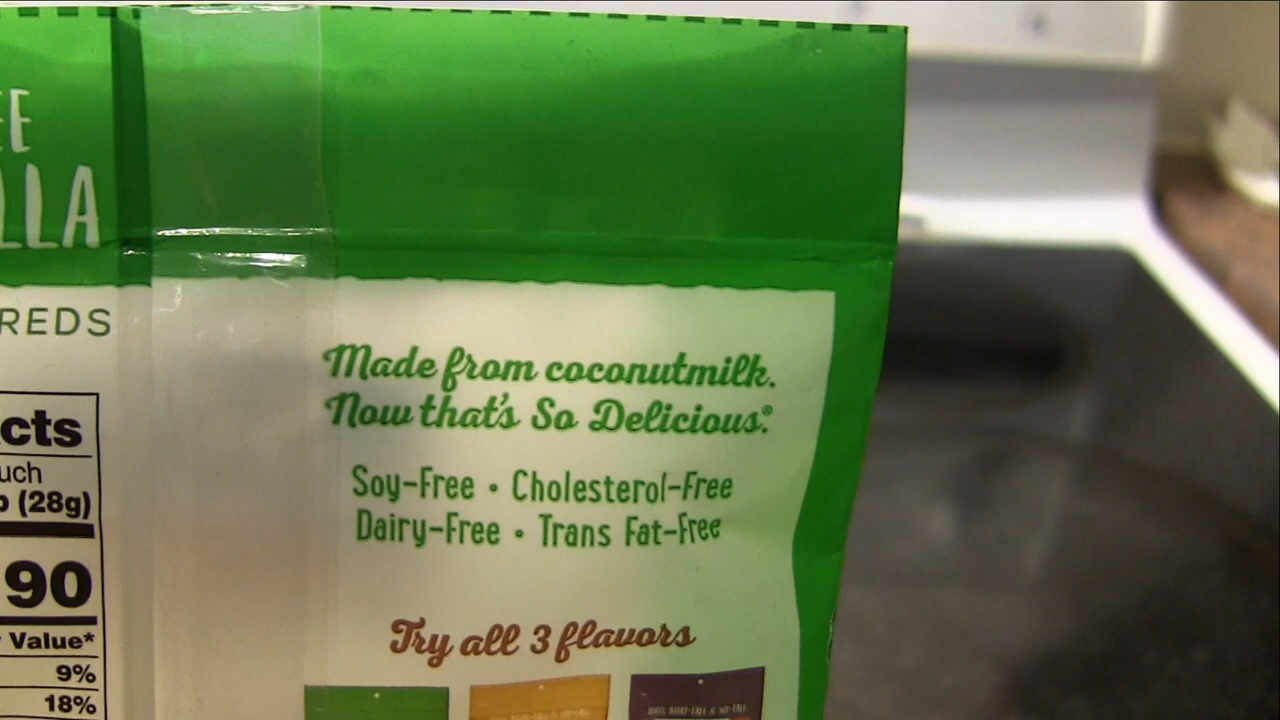 EE
LLA
REDS
cts
uch
(28g)
90
Value*
9%
18%
Made from coconutmilk.
Now that's So Delicious.®
Soy-Free • Cholesterol-Free
Dairy-Free • Trans Fat-Free
Try all 3 flavors